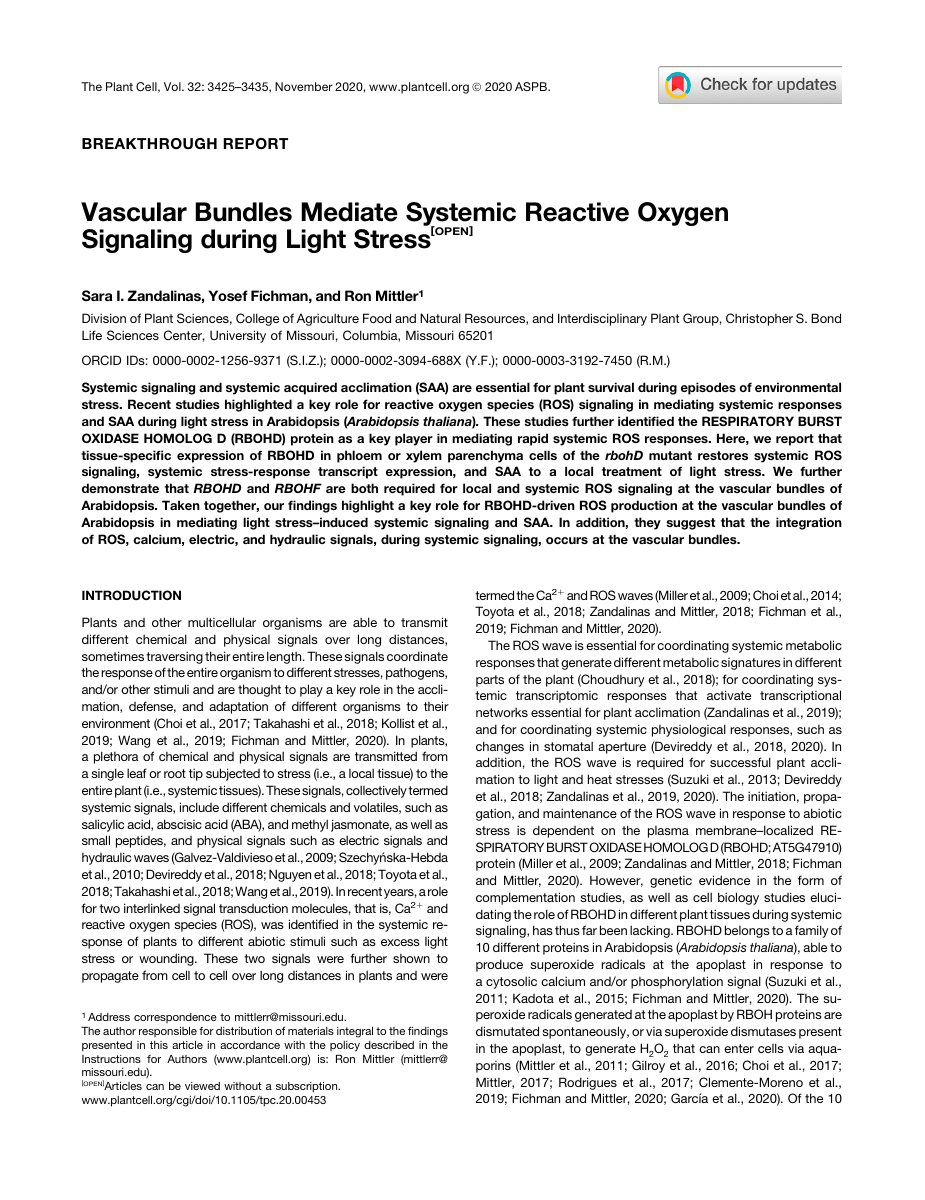 The Plant Cell, Vol. 32: 3425–3435, November 2020, www.plantcell.org © 2020 ASPB.
Check for updates
BREAKTHROUGH REPORT
Vascular Bundles Mediate Systemic Reactive Oxygen
Signaling during Light Stress[OPEN]
Sara I. Zandalinas, Yosef Fichman, and Ron Mittler1
Division of Plant Sciences, College of Agriculture Food and Natural Resources, and Interdisciplinary Plant Group, Christopher S. Bond
Life Sciences Center, University of Missouri, Columbia, Missouri 65201
ORCID IDs: 0000-0002-1256-9371 (S.I.Z.); 0000-0002-3094-688X (Y.F.); 0000-0003-3192-7450 (R.M.)
Systemic signaling and systemic acquired acclimation (SAA) are essential for plant survival during episodes of environmental
stress. Recent studies highlighted a key role for reactive oxygen species (ROS) signaling in mediating systemic responses
and SAA during light stress in Arabidopsis (Arabidopsis thaliana). These studies further identified the RESPIRATORY BURST
OXIDASE HOMOLOG D (RBOHD) protein as a key player in mediating rapid systemic ROS responses. Here, we report that
tissue-specific expression of RBOHD in phloem or xylem parenchyma cells of the rbohD mutant restores systemic ROS
signaling, systemic stress-response transcript expression, and SAA to a local treatment of light stress. We further
demonstrate that RBOHD and RBOHF are both required for local and systemic ROS signaling at the vascular bundles of
Arabidopsis. Taken together, our findings highlight a key role for RBOHD-driven ROS production at the vascular bundles of
Arabidopsis in mediating light stress–induced systemic signaling and SAA. In addition, they suggest that the integration
of ROS, calcium, electric, and hydraulic signals, during systemic signaling, occurs at the vascular bundles.
INTRODUCTION
Plants and other multicellular organisms are able to transmit
different chemical and physical signals over long distances,
sometimes traversing their entire length. These signals coordinate
the response of the entire organism to different stresses, pathogens,
and/or other stimuli and are thought to play a key role in the accli-
mation, defense, and adaptation of different organisms to their
environment (Choi et al., 2017; Takahashi et al., 2018; Kollist et al.,
2019; Wang et al., 2019; Fichman and Mittler, 2020). In plants,
a plethora of chemical and physical signals are transmitted from
a single leaf or root tip subjected to stress (i.e., a local tissue) to the
entire plant (i.e., systemic tissues). These signals, collectively termed
systemic signals, include different chemicals and volatiles, such as
salicylic acid, abscisic acid (ABA), and methyl jasmonate, as well as
small peptides, and physical signals such as electric signals and
hydraulic waves (Galvez-Valdivieso et al., 2009; Szechyńska-Hebda
et al., 2010; Devireddy et al., 2018; Nguyen et al., 2018; Toyota et al.,
2018; Takahashi et al., 2018; Wang et al., 2019). In recent years, a role
for two interlinked signal transduction molecules, that is, Ca2+ and
reactive oxygen species (ROS), was identified in the systemic re-
sponse of plants to different abiotic stimuli such as excess light
stress or wounding. These two signals were further shown to
propagate from cell to cell over long distances in plants and were
1 Address correspondence to mittlerr@missouri.edu.
The author responsible for distribution of materials integral to the findings
presented in this article in accordance with the policy described in the
Instructions for Authors (www.plantcell.org) is: Ron Mittler (mittlerr@
missouri.edu).
[OPEN]Articles can be viewed without a subscription.
www.plantcell.org/cgi/doi/10.1105/tpc.20.00453
termed the Ca2+ and ROS waves (Miller et al., 2009; Choi et al., 2014;
Toyota et al., 2018; Zandalinas and Mittler, 2018; Fichman et al.,
2019; Fichman and Mittler, 2020).
The ROS wave is essential for coordinating systemic metabolic
responses that generate different metabolic signatures in different
parts of the plant (Choudhury et al., 2018); for coordinating sys-
temic transcriptomic responses that activate transcriptional
networks essential for plant acclimation (Zandalinas et al., 2019);
and for coordinating systemic physiological responses, such as
changes in stomatal aperture (Devireddy et al., 2018, 2020). In
addition, the ROS wave is required for successful plant accli-
mation to light and heat stresses (Suzuki et al., 2013; Devireddy
et al., 2018; Zandalinas et al., 2019, 2020). The initiation, propa-
gation, and maintenance of the ROS wave in response to abiotic
stress is dependent on the plasma membrane–localized RE-
SPIRATORY BURST OXIDASE HOMOLOG D (RBOHD; AT5G47910)
protein (Miller et al., 2009; Zandalinas and Mittler, 2018; Fichman
and Mittler, 2020). However, genetic evidence in the form of
complementation studies, as well as cell biology studies eluci-
dating the role of RBOHD in different plant tissues during systemic
signaling, has thus far been lacking. RBOHD belongs to a family of
10 different proteins in Arabidopsis (Arabidopsis thaliana), able to
produce superoxide radicals at the apoplast in response to
a cytosolic calcium and/or phosphorylation signal (Suzuki et al.,
2011; Kadota et al., 2015; Fichman and Mittler, 2020). The su-
peroxide radicals generated at the apoplast by RBOH proteins are
dismutated spontaneously, or via superoxide dismutases present
in the apoplast, to generate H2O2 that can enter cells via aqua-
porins (Mittler et al., 2011; Gilroy et al., 2016; Choi et al., 2017;
Mittler, 2017; Rodrigues et al., 2017; Clemente-Moreno et al.,
2019; Fichman and Mittler, 2020; García et al., 2020). Of the 10